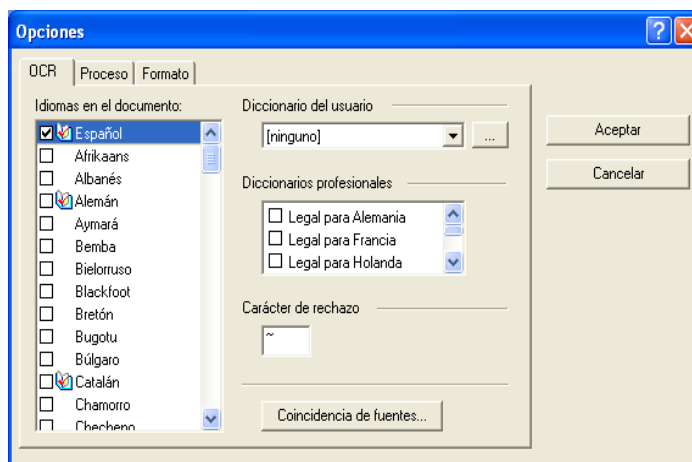 Opciones
OCR Proceso Formato
Idiomas en el documento:
Español
Afrikaans
Albanés
Alemán
Aymará
Bemba
Bielorruso
Blackfoot
Bretón
Bugotu
Búlgaro
Catalán
Chamorro
Checheno
Diccionario del usuario
[ninguno] ...
Diccionarios profesionales
Legal para Alemania
Legal para Francia
Legal para Holanda
Carácter de rechazo
~
Coincidencia de fuentes...
Aceptar
Cancelar